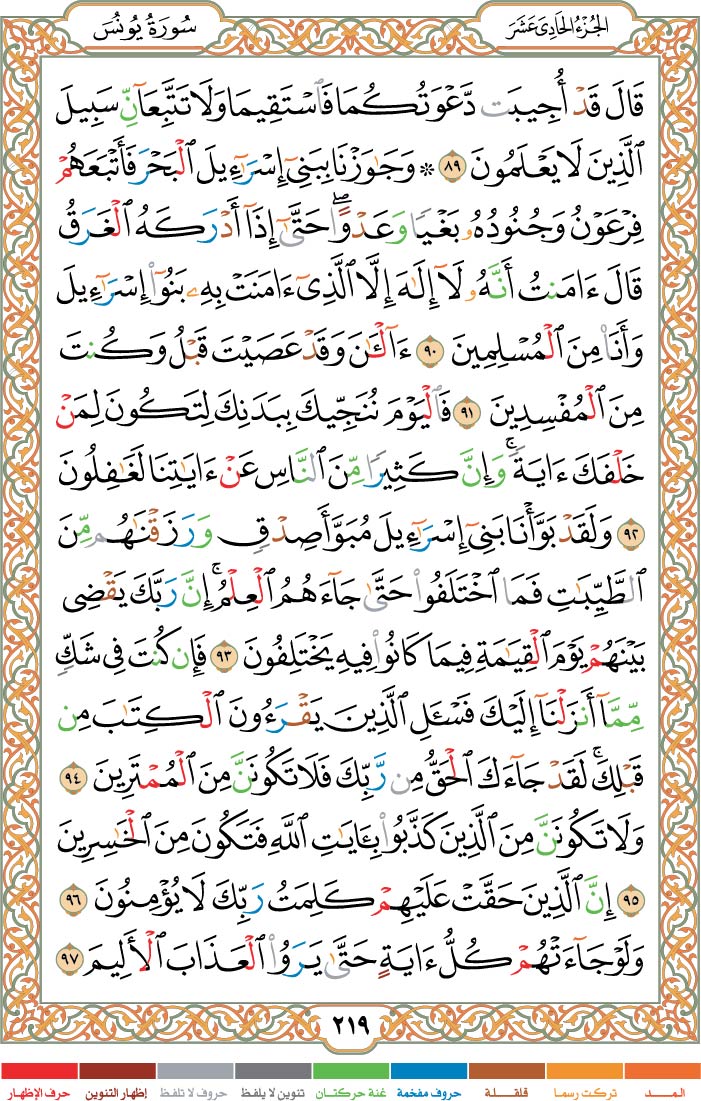 الجُزْءُ الحَادِى عَشَرَ
سُورَةُ يُونُسَ
قَالَ قَدْ أُجِيبَت دَّعْوَتُكُمَا فَٱسْتَقِيمَا وَلَا تَتَّبِعَآنِّ سَبِيلَ
ٱلَّذِينَ لَا يَعْلَمُونَ ٨٩ ۞ وَجَٰوَزْنَا بِبَنِىٓ إِسْرَٰٓءِيلَ ٱلْبَحْرَ فَأَتْبَعَهُمْ
فِرْعَوْنُ وَجُنُودُهُۥ بَغْيًا وَعَدْوًا ۖ حَتَّىٰٓ إِذَآ أَدْرَكَهُ ٱلْغَرَقُ
قَالَ ءَامَنتُ أَنَّهُۥ لَآ إِلَٰهَ إِلَّا ٱلَّذِىٓ ءَامَنَتْ بِهِۦ بَنُوٓا۟ إِسْرَٰٓءِيلَ
وَأَنَا۠ مِنَ ٱلْمُسْلِمِينَ ٩٠ ءَآلْـَٰٔنَ وَقَدْ عَصَيْتَ قَبْلُ وَكُنتَ
مِنَ ٱلْمُفْسِدِينَ ٩١ فَٱلْيَوْمَ نُنَجِّيكَ بِبَدَنِكَ لِتَكُونَ لِمَنْ
خَلْفَكَ ءَايَةً ۚ وَإِنَّ كَثِيرًا مِّنَ ٱلنَّاسِ عَنْ ءَايَٰتِنَا لَغَٰفِلُونَ
٩٢ وَلَقَدْ بَوَّأْنَا بَنِىٓ إِسْرَٰٓءِيلَ مُبَوَّأَ صِدْقٍ وَرَزَقْنَٰهُم مِّنَ
ٱلطَّيِّبَٰتِ فَمَا ٱخْتَلَفُوا۟ حَتَّىٰ جَآءَهُمُ ٱلْعِلْمُ ۚ إِنَّ رَبَّكَ يَقْضِى
بَيْنَهُمْ يَوْمَ ٱلْقِيَٰمَةِ فِيمَا كَانُوا۟ فِيهِ يَخْتَلِفُونَ ٩٣ فَإِن كُنتَ فِى شَكٍّ
مِّمَّآ أَنزَلْنَآ إِلَيْكَ فَسْـَٔلِ ٱلَّذِينَ يَقْرَءُونَ ٱلْكِتَٰبَ مِن
قَبْلِكَ ۚ لَقَدْ جَآءَكَ ٱلْحَقُّ مِن رَّبِّكَ فَلَا تَكُونَنَّ مِنَ ٱلْمُمْتَرِينَ ٩٤
وَلَا تَكُونَنَّ مِنَ ٱلَّذِينَ كَذَّبُوا۟ بِـَٔايَٰتِ ٱللَّهِ فَتَكُونَ مِنَ ٱلْخَٰسِرِينَ
٩٥ إِنَّ ٱلَّذِينَ حَقَّتْ عَلَيْهِمْ كَلِمَتُ رَبِّكَ لَا يُؤْمِنُونَ ٩٦
وَلَوْ جَآءَتْهُمْ كُلُّ ءَايَةٍ حَتَّىٰ يَرَوُا۟ ٱلْعَذَابَ ٱلْأَلِيمَ ٩٧
٢١٩
المــــد
تركت رسما
قلقـــلة
حروف مفخمة
غنة حركتان
تنوين لا يلفظ
حروف لا تلفظ
إظهار التنوين
حرف الإظهار